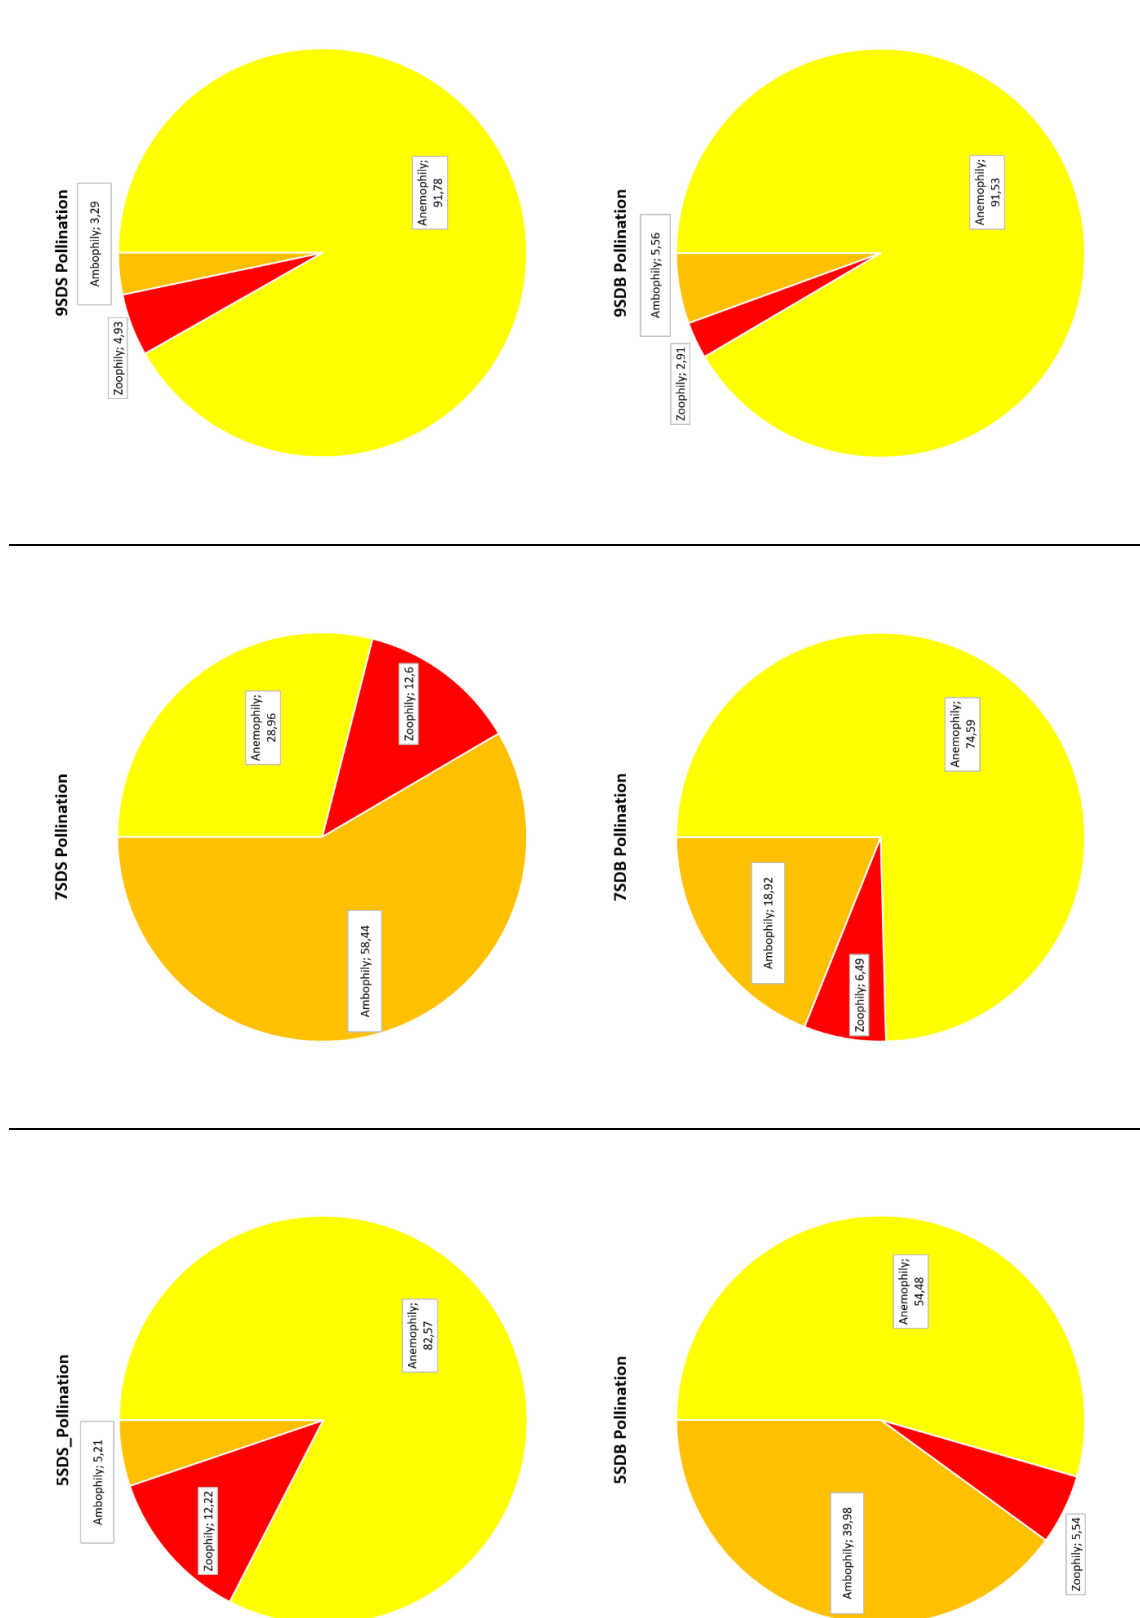 5SDS_Pollination
Ambophily; 5,21
Zoophily; 12,22
Anemophily;
82,57
7SDS Pollination
Anemophily;
28,96
Zoophily; 12,6
Ambophily; 58,44
9SDS Pollination
Ambophily; 3,29
Zoophily; 4,93
Anemophily;
91,78
5SDB Pollination
Anemophily;
54,48
Ambophily; 39,98
Zoophily; 5,54
7SDB Pollination
Ambophily; 18,92
Zoophily; 6,49
Anemophily;
74,59
9SDB Pollination
Ambophily; 5,56
Zoophily; 2,91
Anemophily;
91,53